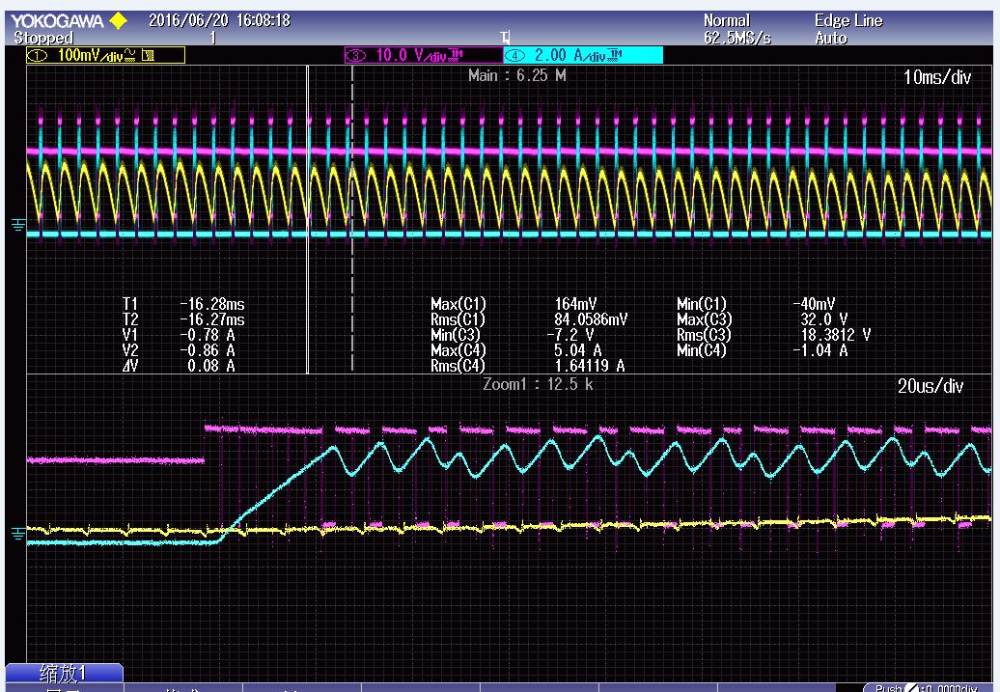 YOKOGAWA 2016/06/20 16:08:18 Normal Edge Line
Stopped 1 62.5MS/s Auto
1 100mV/div 3 10.0 V/div 1M 4 2.00 A/div 1M
Main : 6.25 M 10ms/div
T1 -16.28ms Max(C1) 164mV Min(C1) -40mV
T2 -16.27ms Rms(C1) 84.0586mV Max(C3) 32.0 V
V1 -0.78 A Min(C3) -7.2 V Rms(C3) 18.3812 V
V2 -0.86 A Max(C4) 5.04 A Min(C4) -1.04 A
ΔV 0.08 A Rms(C4) 1.64119 A
Zoom1 : 12.5 k 20us/div
缩放1
Push :0.0000div